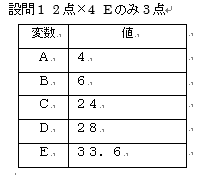 設問１ ２点×４ Ｅのみ３点
変数 値
Ａ ４
Ｂ ６
Ｃ ２４
Ｄ ２８
Ｅ ３３．６